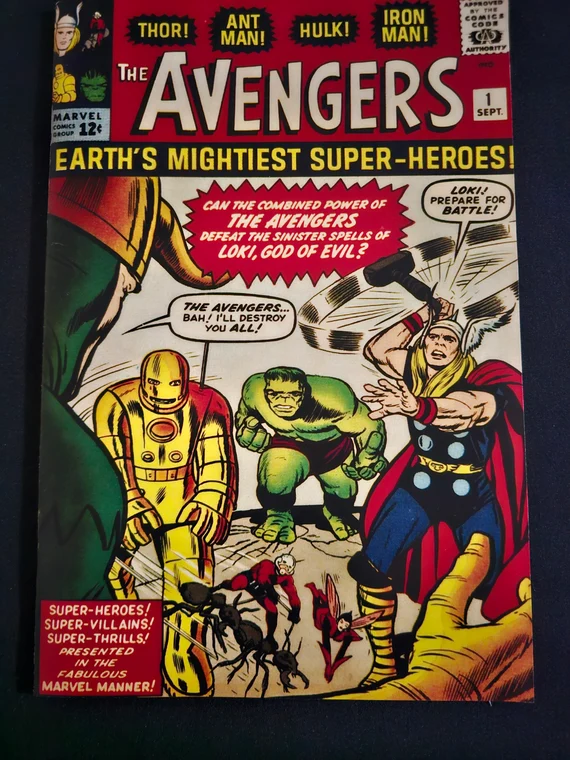 THOR!
ANT
MAN!
HULK!
IRON
MAN!
APPROVED
BY THE
COMICS
CODE
CA
AUTHORITY
THE AVENGERS
MARVEL
COMICS
GROUP 12¢
1
SEPT.
EARTH'S MIGHTIEST SUPER-HEROES!
CAN THE COMBINED POWER OF
THE AVENGERS
DEFEAT THE SINISTER SPELLS OF
LOKI, GOD OF EVIL?
LOKI!
PREPARE FOR
BATTLE!
THE AVENGERS...
BAH! I'LL DESTROY
YOU ALL!
SUPER-HEROES!
SUPER-VILLAINS!
SUPER-THRILLS!
PRESENTED
IN THE
FABULOUS
MARVEL MANNER!